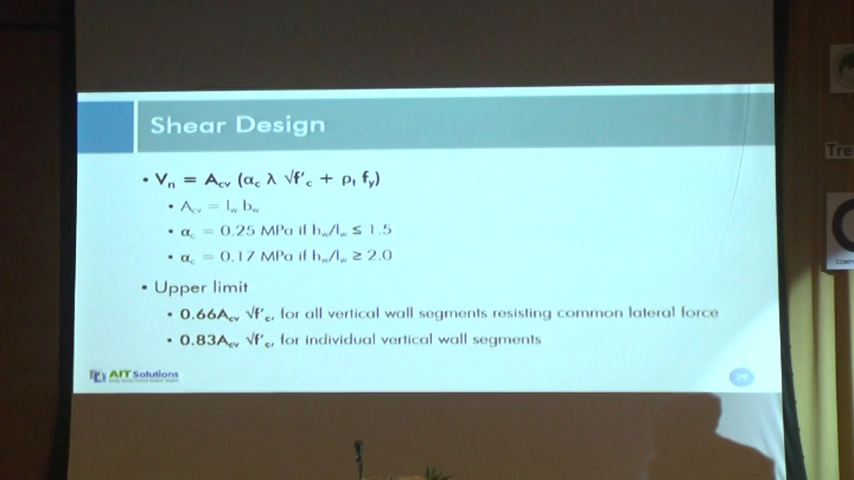 Shear Design
• Vn = Acv (αc λ √f'c + ρt fy)
• Acv = lw bw
• αc = 0.25 MPa if hw/lw ≤ 1.5
• αc = 0.17 MPa if hw/lw ≥ 2.0
• Upper limit
• 0.66Acv √f'c, for all vertical wall segments resisting common lateral force
• 0.83Acv √f'c, for individual vertical wall segments
AIT Solutions
29
Tre